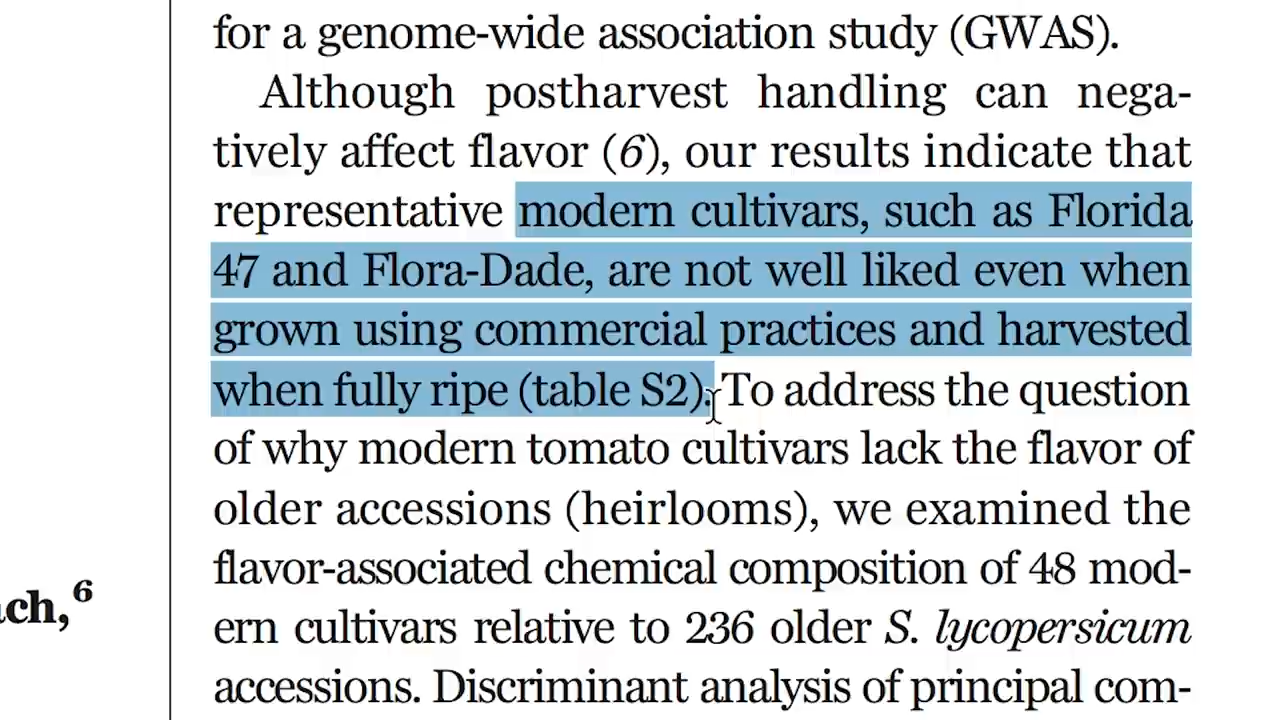 for a genome-wide association study (GWAS).
Although postharvest handling can nega-
tively affect flavor (6), our results indicate that
representative modern cultivars, such as Florida
47 and Flora-Dade, are not well liked even when
grown using commercial practices and harvested
when fully ripe (table S2). To address the question
of why modern tomato cultivars lack the flavor of
older accessions (heirlooms), we examined the
flavor-associated chemical composition of 48 mod-
ern cultivars relative to 236 older S. lycopersicum
accessions. Discriminant analysis of principal com-
ach,⁶